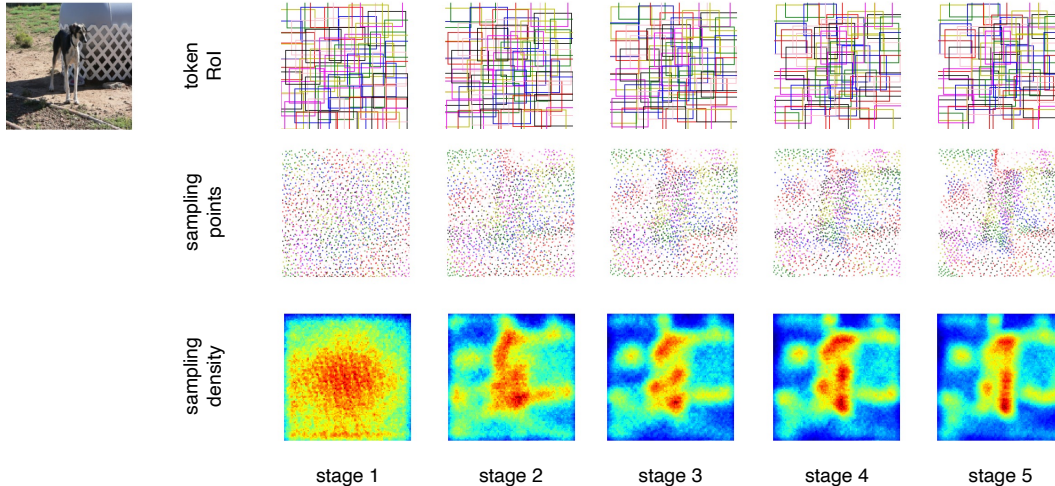 token
RoI
sampling
points
sampling
density
stage 1
stage 2
stage 3
stage 4
stage 5